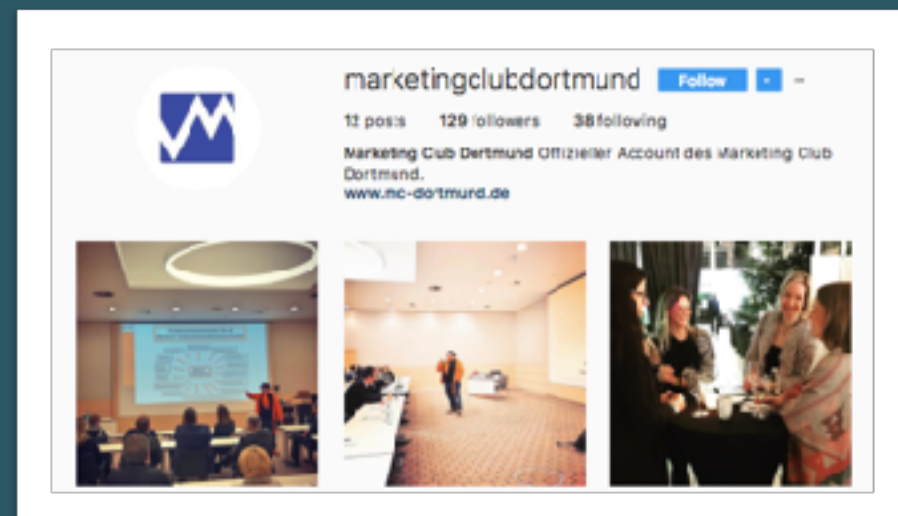 marketingclubdortmund Follow
posts 129 followers 38 following
Marketing Club Dortmund Offizieller Account des Marketing Club
Dortmund.
www.mc-dortmund.de